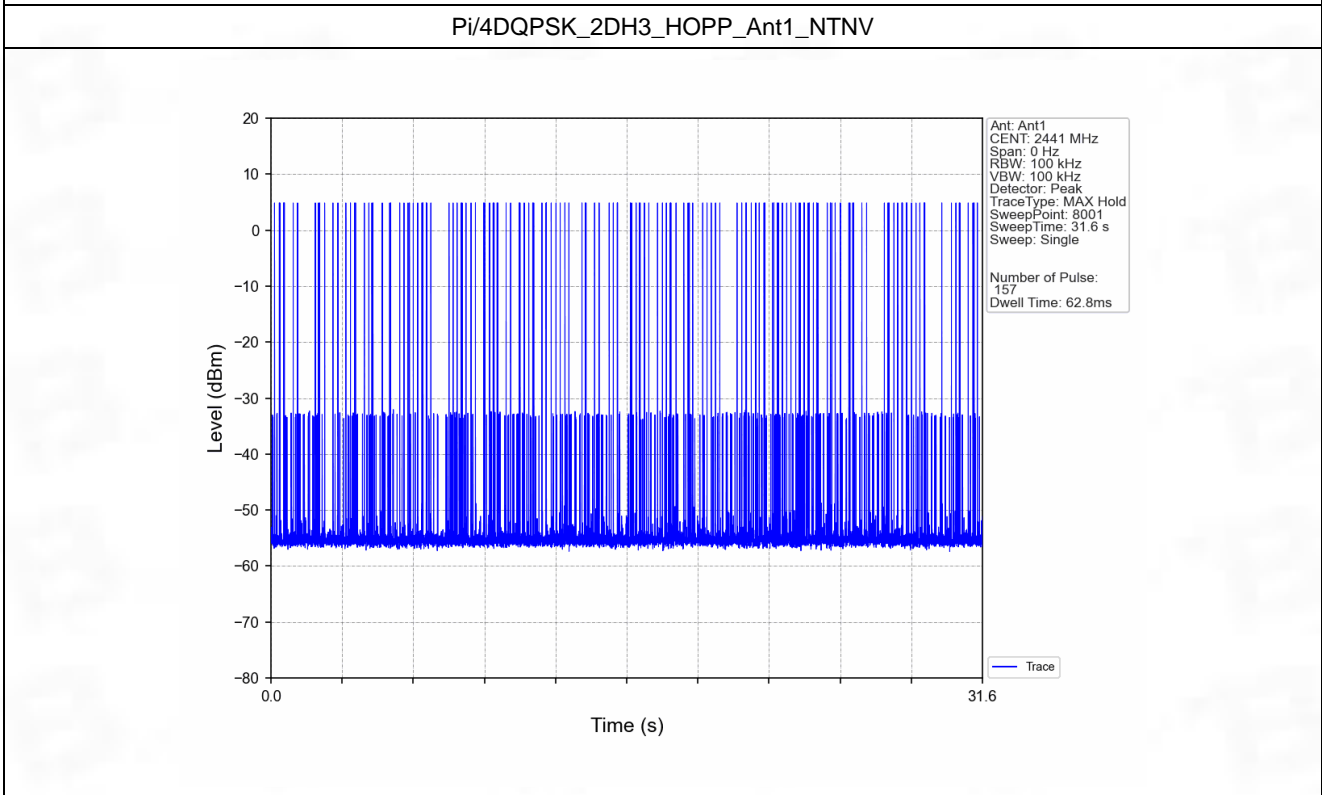 Pi/4DQPSK_2DH3_HOPP_Ant1_NTNV
20
10
0
−10
−20
−30
−40
−50
−60
−70
−80
Level (dBm)
0.0
31.6
Time (s)
Ant: Ant1
CENT: 2441 MHz
Span: 0 Hz
RBW: 100 kHz
VBW: 100 kHz
Detector: Peak
TraceType: MAX Hold
SweepPoint: 8001
SweepTime: 31.6 s
Sweep: Single
Number of Pulse:
157
Dwell Time: 62.8ms
Trace